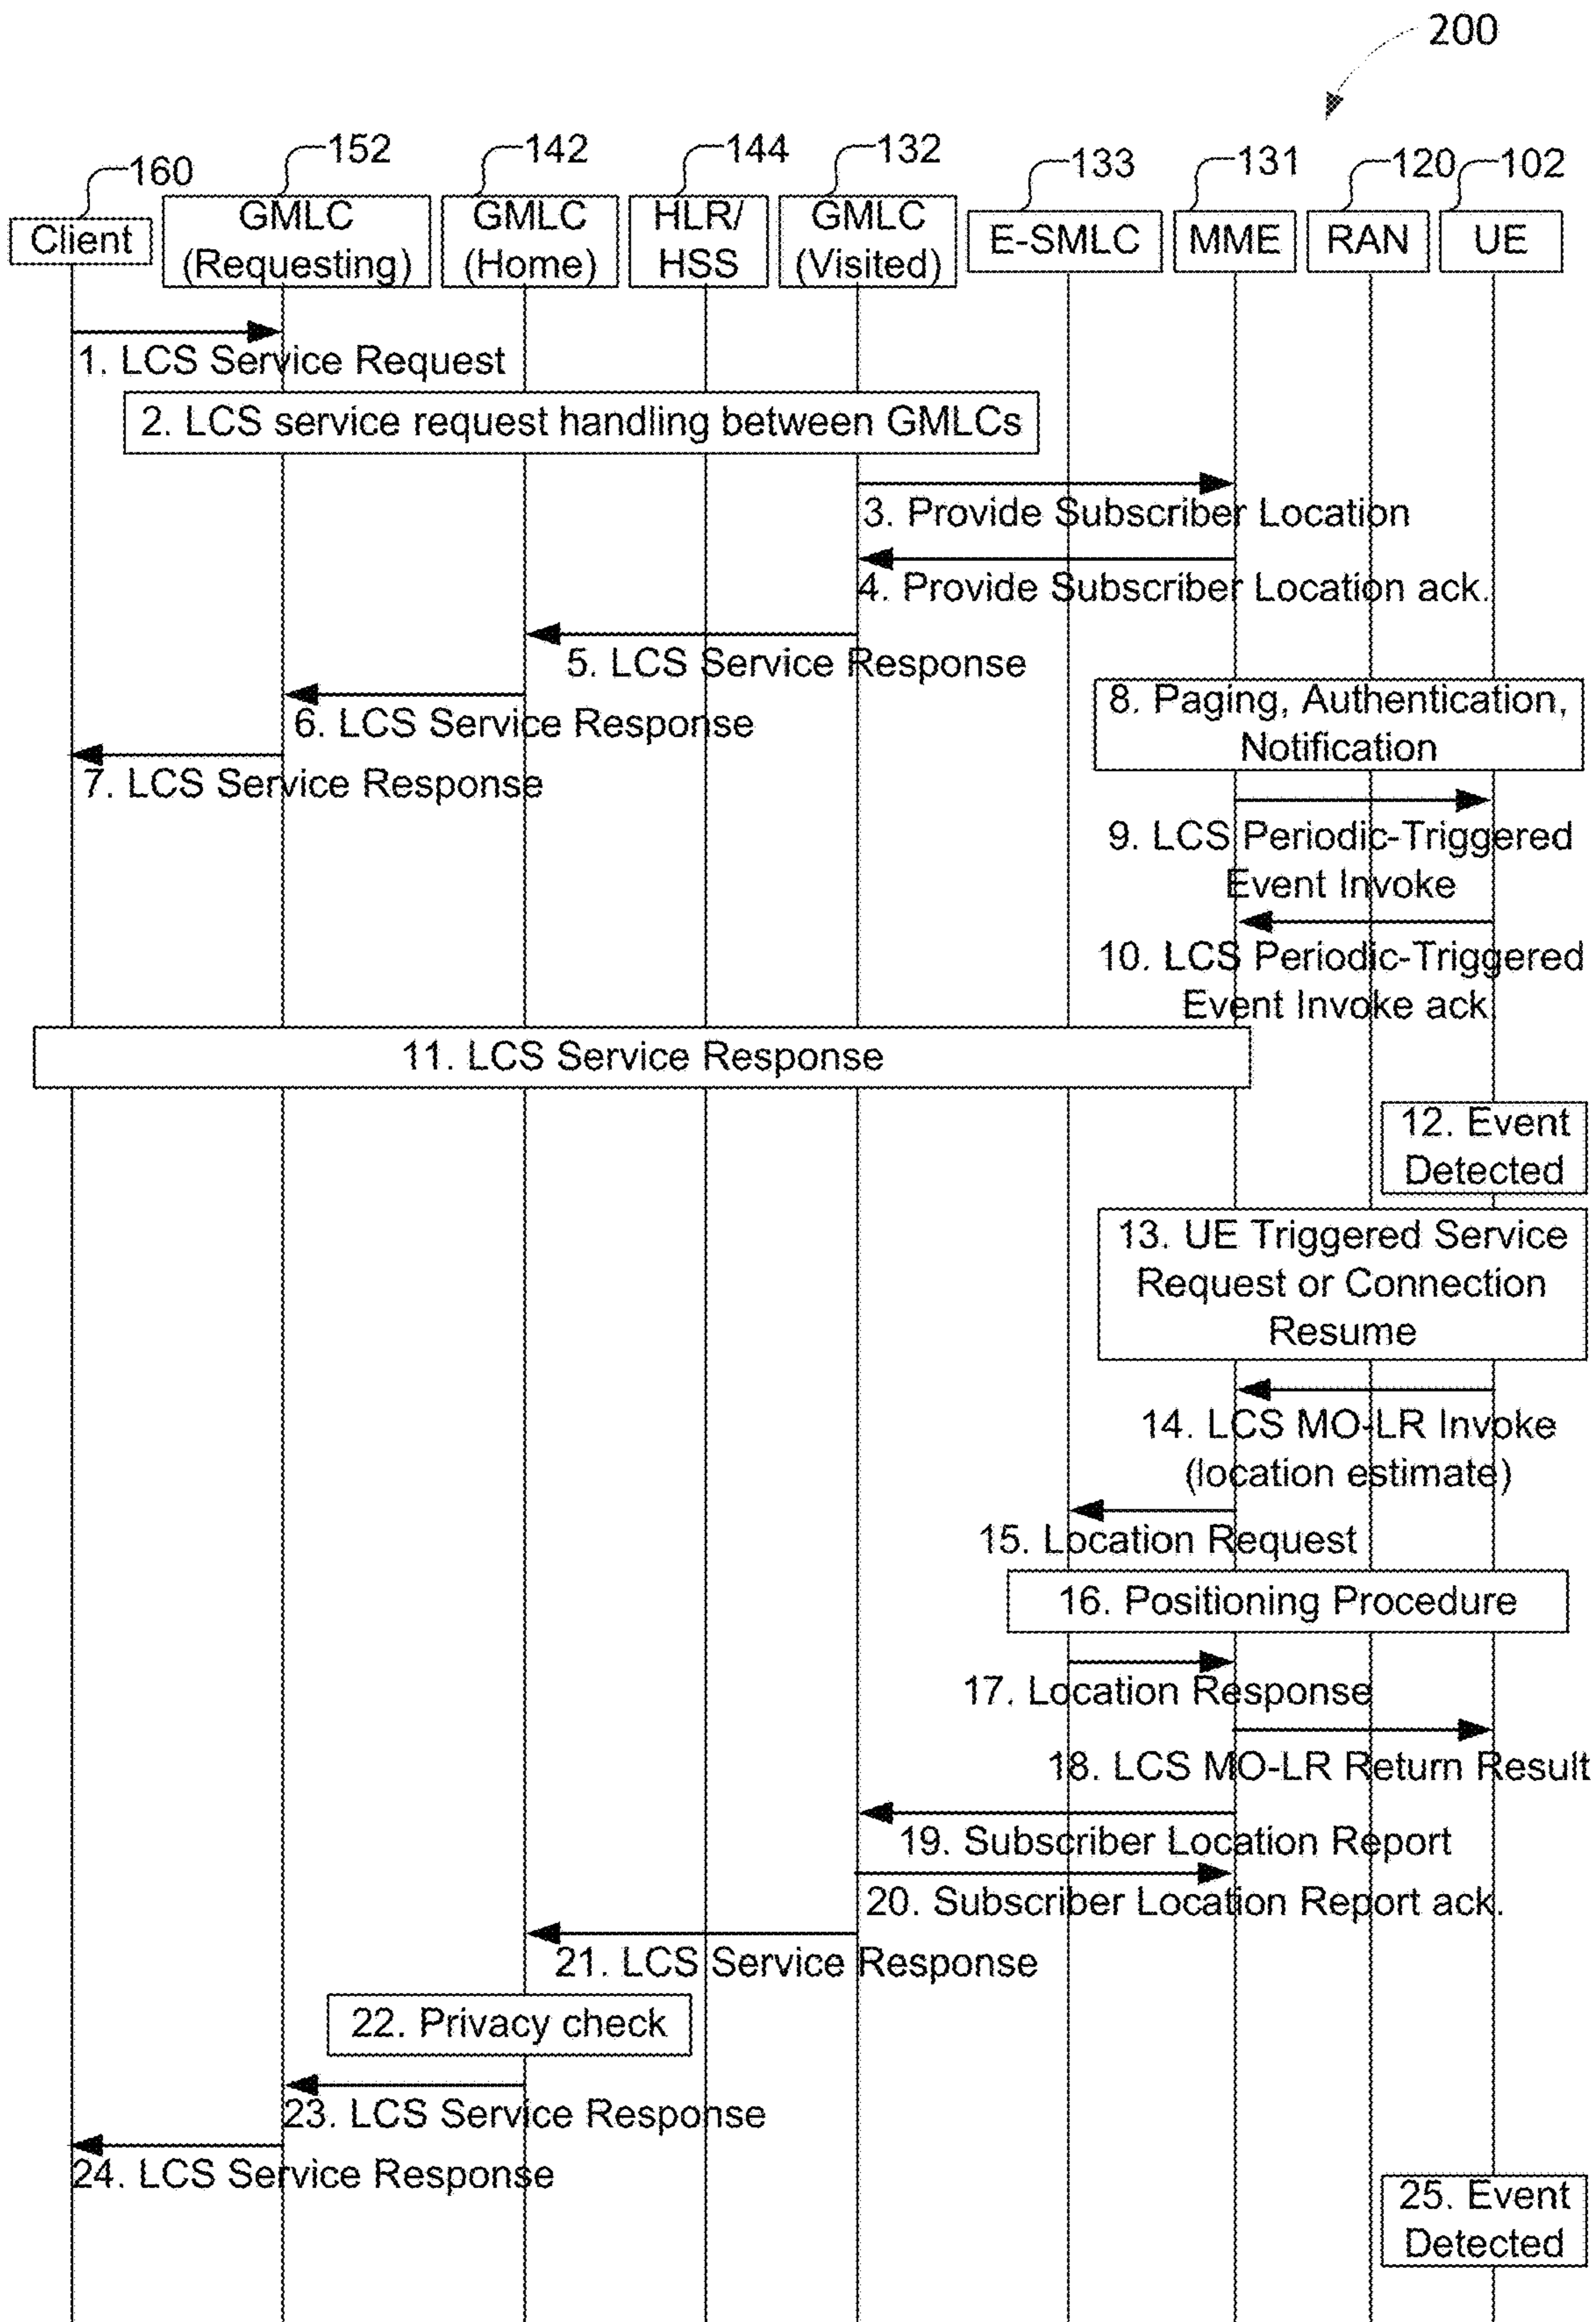 200
160
152
142
144
132
133
131
120
102
Client
GMLC
(Requesting)
GMLC
(Home)
HLR/
HSS
GMLC
(Visited)
E-SMLC
MME
RAN
UE
1. LCS Service Request
2. LCS service request handling between GMLCs
3. Provide Subscriber Location
4. Provide Subscriber Location ack.
5. LCS Service Response
6. LCS Service Response
7. LCS Service Response
8. Paging, Authentication,
Notification
9. LCS Periodic-Triggered
Event Invoke
10. LCS Periodic-Triggered
Event Invoke ack
11. LCS Service Response
12. Event
Detected
13. UE Triggered Service
Request or Connection
Resume
14. LCS MO-LR Invoke
(location estimate)
15. Location Request
16. Positioning Procedure
17. Location Response
18. LCS MO-LR Return Result
19. Subscriber Location Report
20. Subscriber Location Report ack.
21. LCS Service Response
22. Privacy check
23. LCS Service Response
24. LCS Service Response
25. Event
Detected